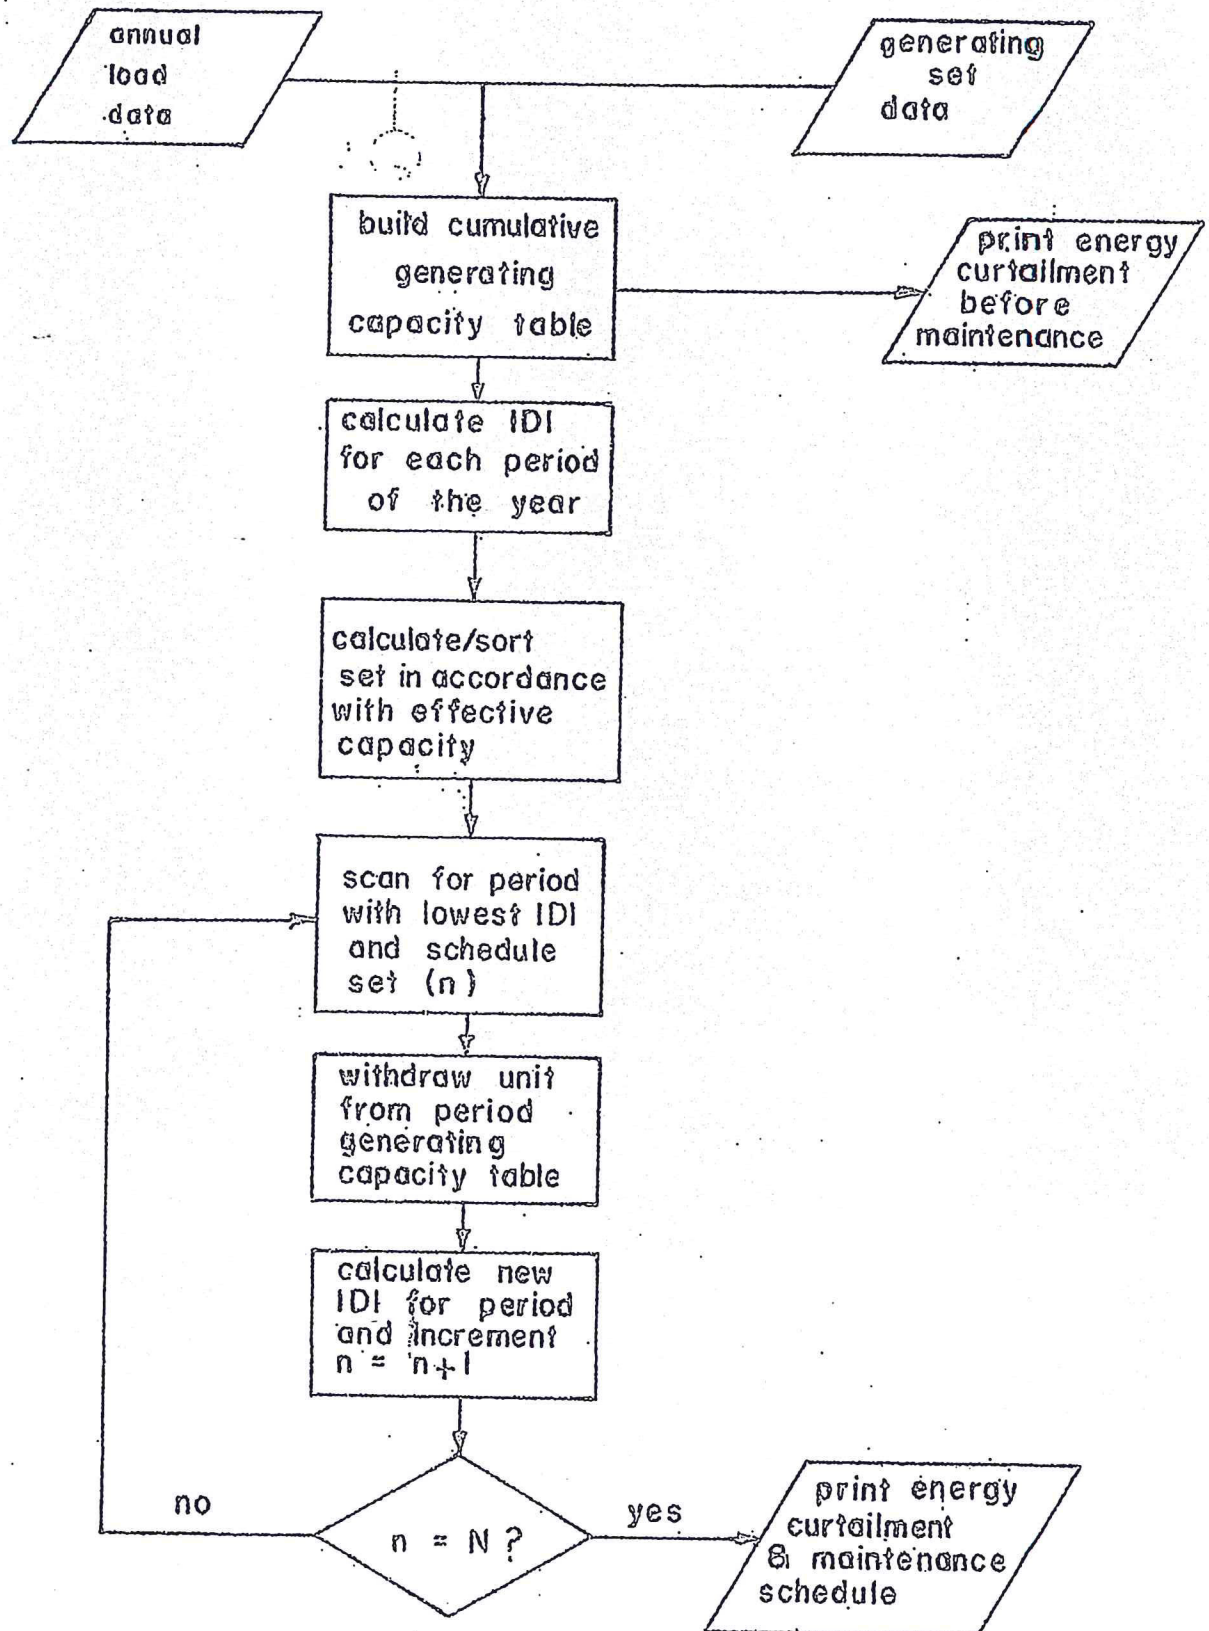 annual
load
data
generating
set
data
build cumulative
generating
capacity table
print energy
curtailment
before
maintenance
calculate IDI
for each period
of the year
calculate/sort
set in accordance
with effective
capacity
scan for period
with lowest IDI
and schedule
set (n)
withdraw unit
from period
generating
capacity table
calculate new
IDI for period
and increment
n = n+1
n = N?
no
yes
print energy
curtailment
& maintenance
schedule